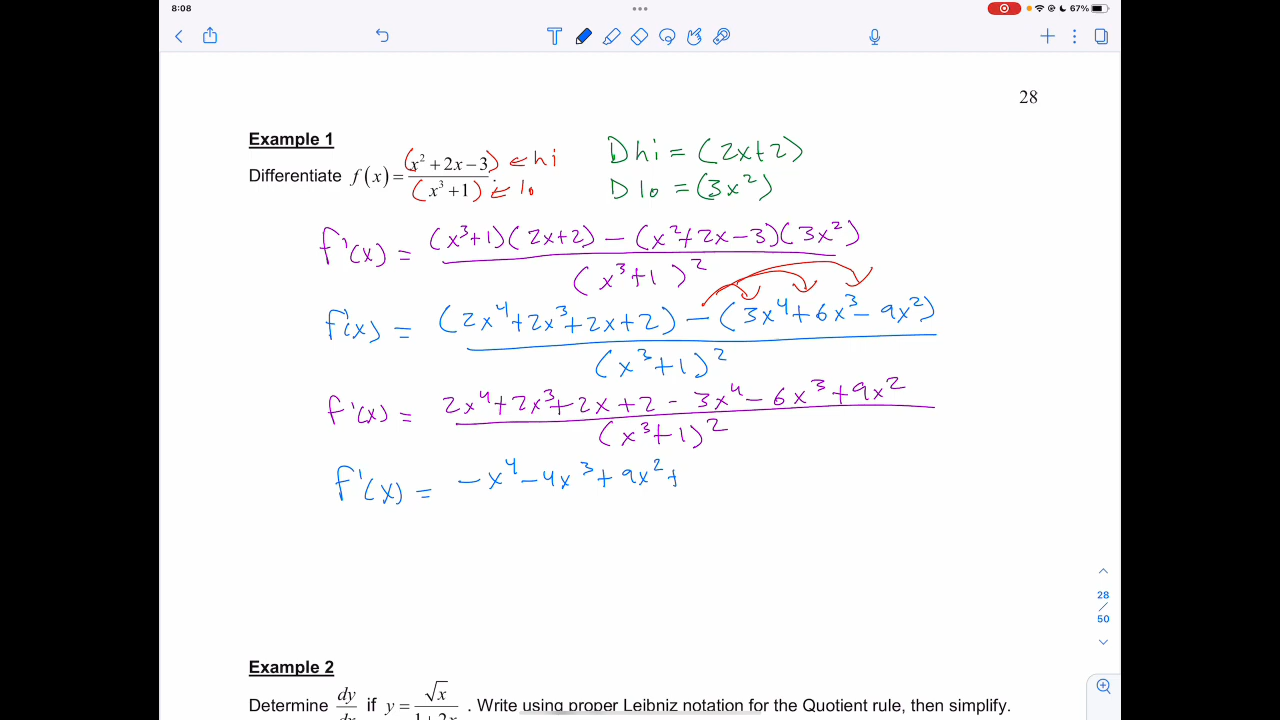 8:08
67%
T
28
Example 1
Differentiate f(x) = (x² + 2x − 3) / (x³ + 1). ← hi ← lo
D hi = (2x+2)
D lo = (3x²)
f'(x) = (x³+1)(2x+2) − (x²+2x−3)(3x²) / (x³+1)²
f'(x) = (2x⁴+2x³+2x+2) − (3x⁴+6x³−9x²) / (x³+1)²
f'(x) = 2x⁴+2x³+2x+2−3x⁴−6x³+9x² / (x³+1)²
f'(x) = −x⁴−4x³+9x²+
28
/
50
Example 2
Determine dy/dx if y = √x / 1+2x. Write using proper Leibniz notation for the Quotient rule, then simplify.